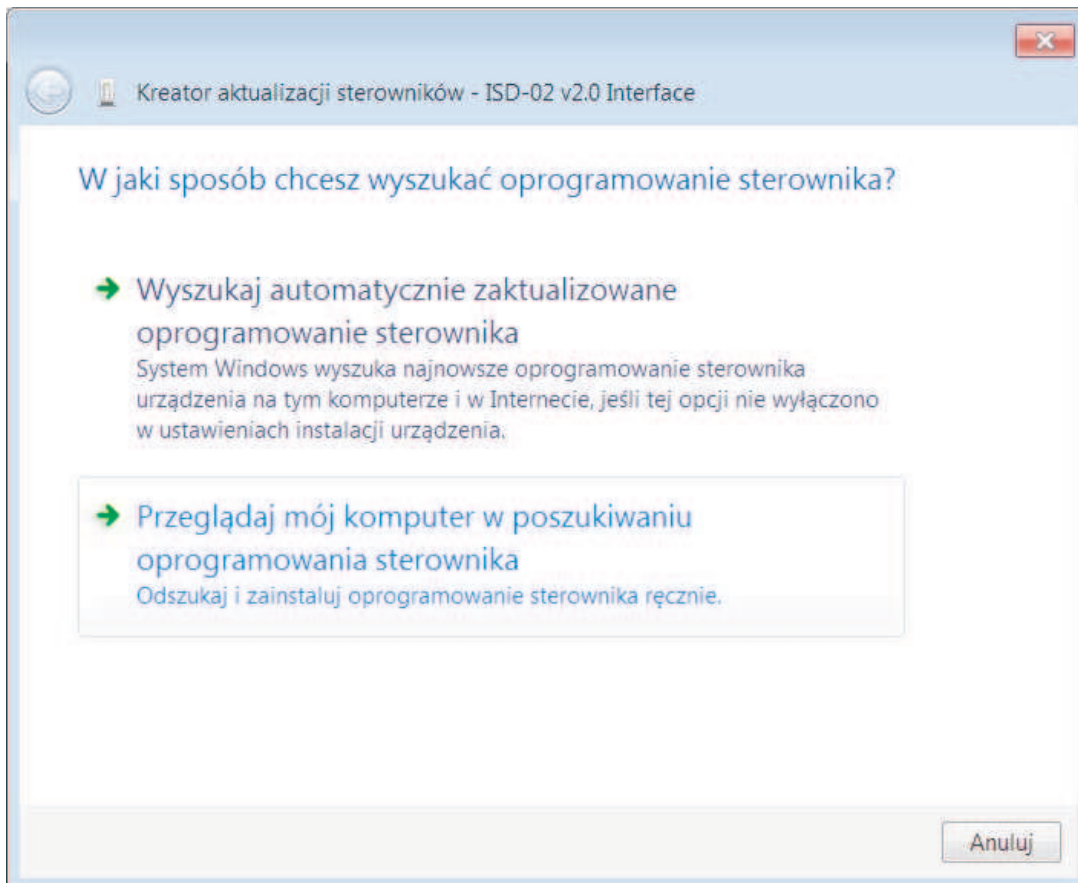 Kreator aktualizacji sterowników - ISD-02 v2.0 Interface
W jaki sposób chcesz wyszukać oprogramowanie sterownika?
Wyszukaj automatycznie zaktualizowane
oprogramowanie sterownika
System Windows wyszuka najnowsze oprogramowanie sterownika
urządzenia na tym komputerze i w Internecie, jeśli tej opcji nie wyłączono
w ustawieniach instalacji urządzenia.
Przeglądaj mój komputer w poszukiwaniu
oprogramowania sterownika
Odszukaj i zainstaluj oprogramowanie sterownika ręcznie.
Anuluj